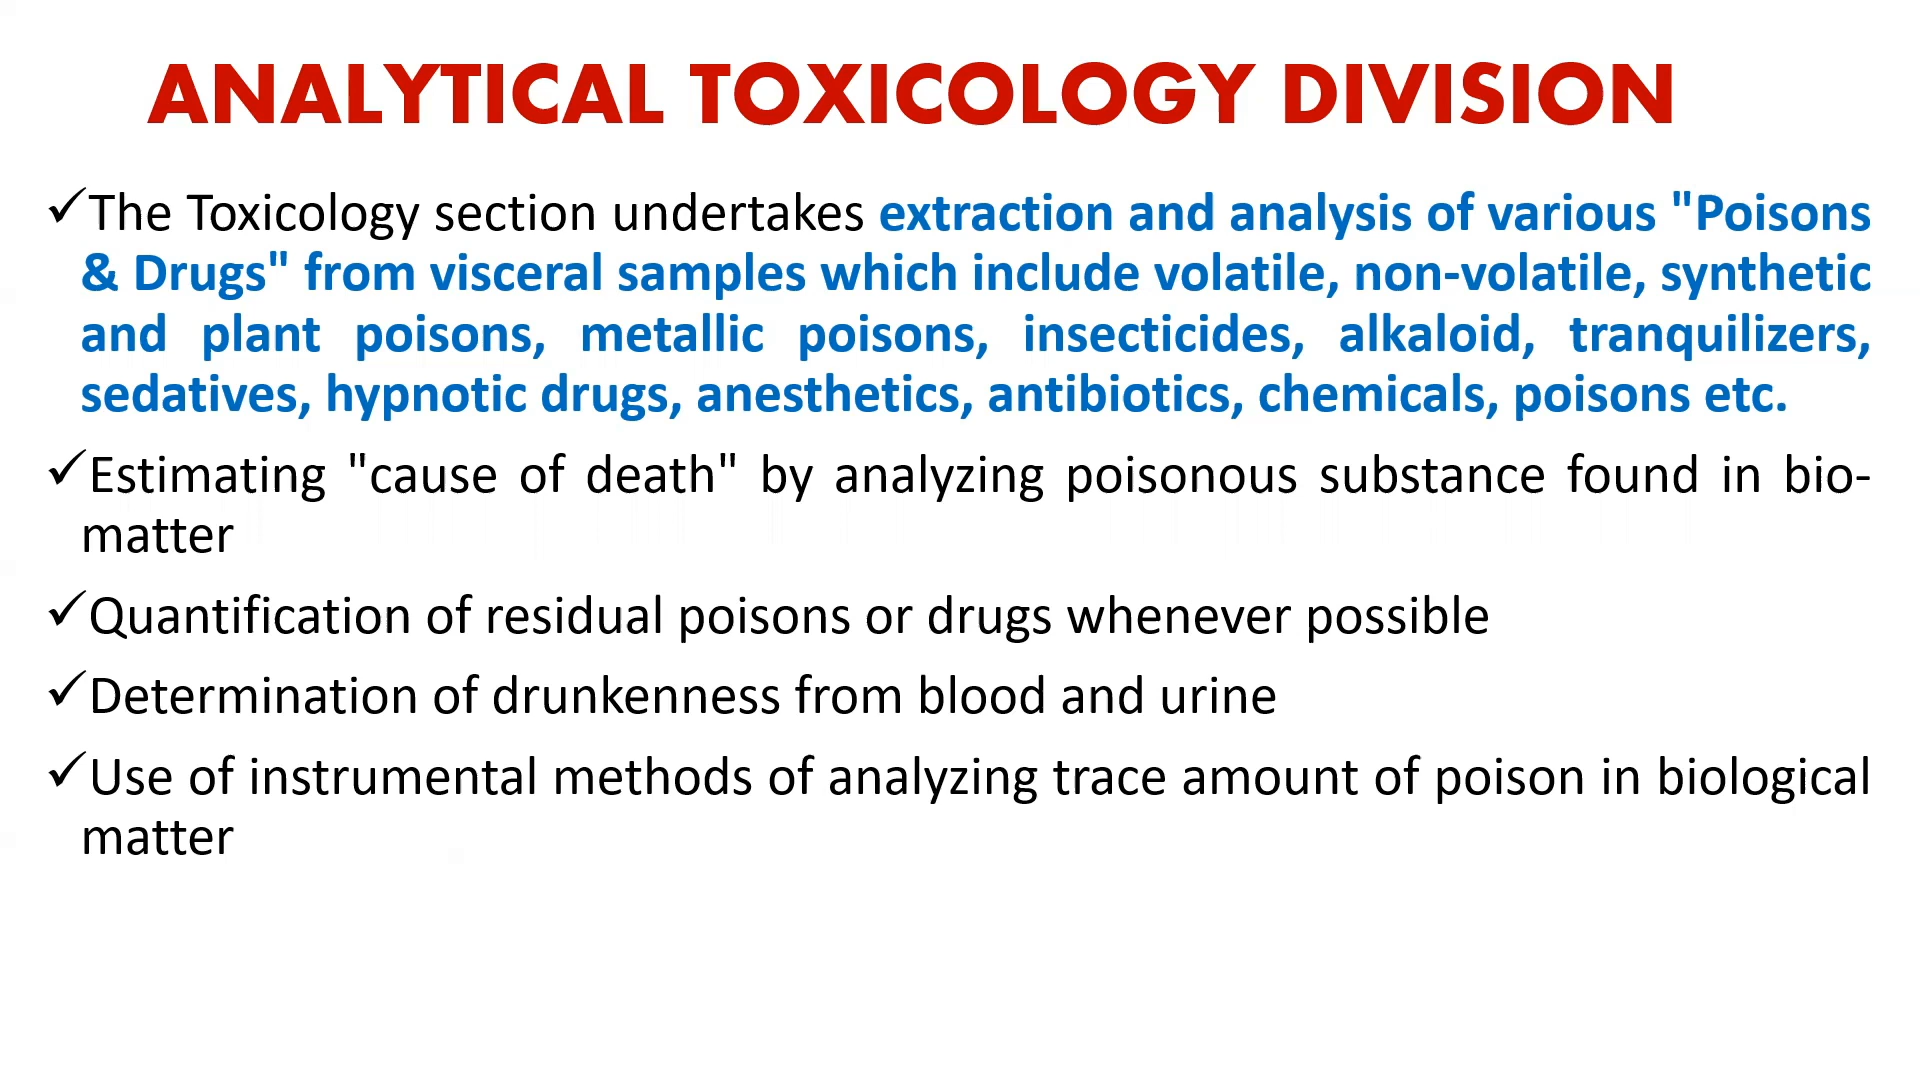 ANALYTICAL TOXICOLOGY DIVISION
✓The Toxicology section undertakes extraction and analysis of various "Poisons
& Drugs" from visceral samples which include volatile, non-volatile, synthetic
and plant poisons, metallic poisons, insecticides, alkaloid, tranquilizers,
sedatives, hypnotic drugs, anesthetics, antibiotics, chemicals, poisons etc.
✓Estimating "cause of death" by analyzing poisonous substance found in bio-
matter
✓Quantification of residual poisons or drugs whenever possible
✓Determination of drunkenness from blood and urine
✓Use of instrumental methods of analyzing trace amount of poison in biological
matter